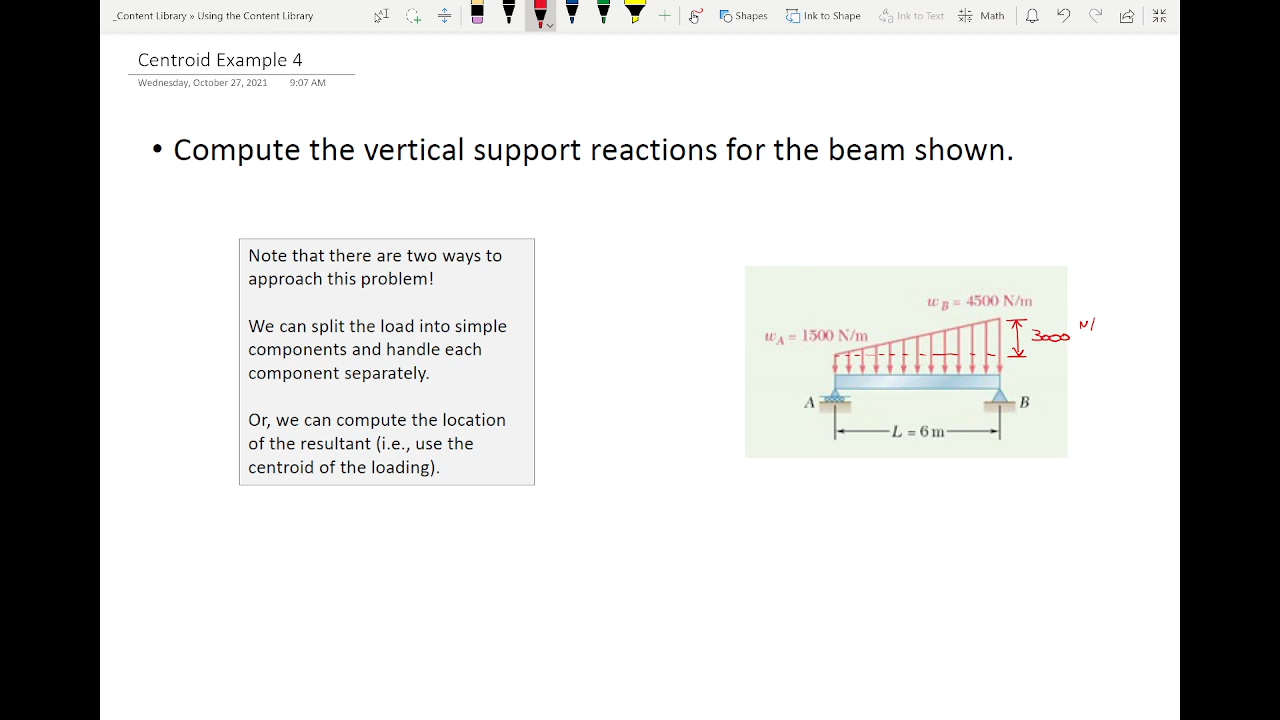 _Content Library » Using the Content Library
Shapes
Ink to Shape
Ink to Text
Math
Centroid Example 4
Wednesday, October 27, 2021 9:07 AM
• Compute the vertical support reactions for the beam shown.
Note that there are two ways to
approach this problem!
We can split the load into simple
components and handle each
component separately.
Or, we can compute the location
of the resultant (i.e., use the
centroid of the loading).
w_B = 4500 N/m
w_A = 1500 N/m
3000 N/
A
B
L = 6 m